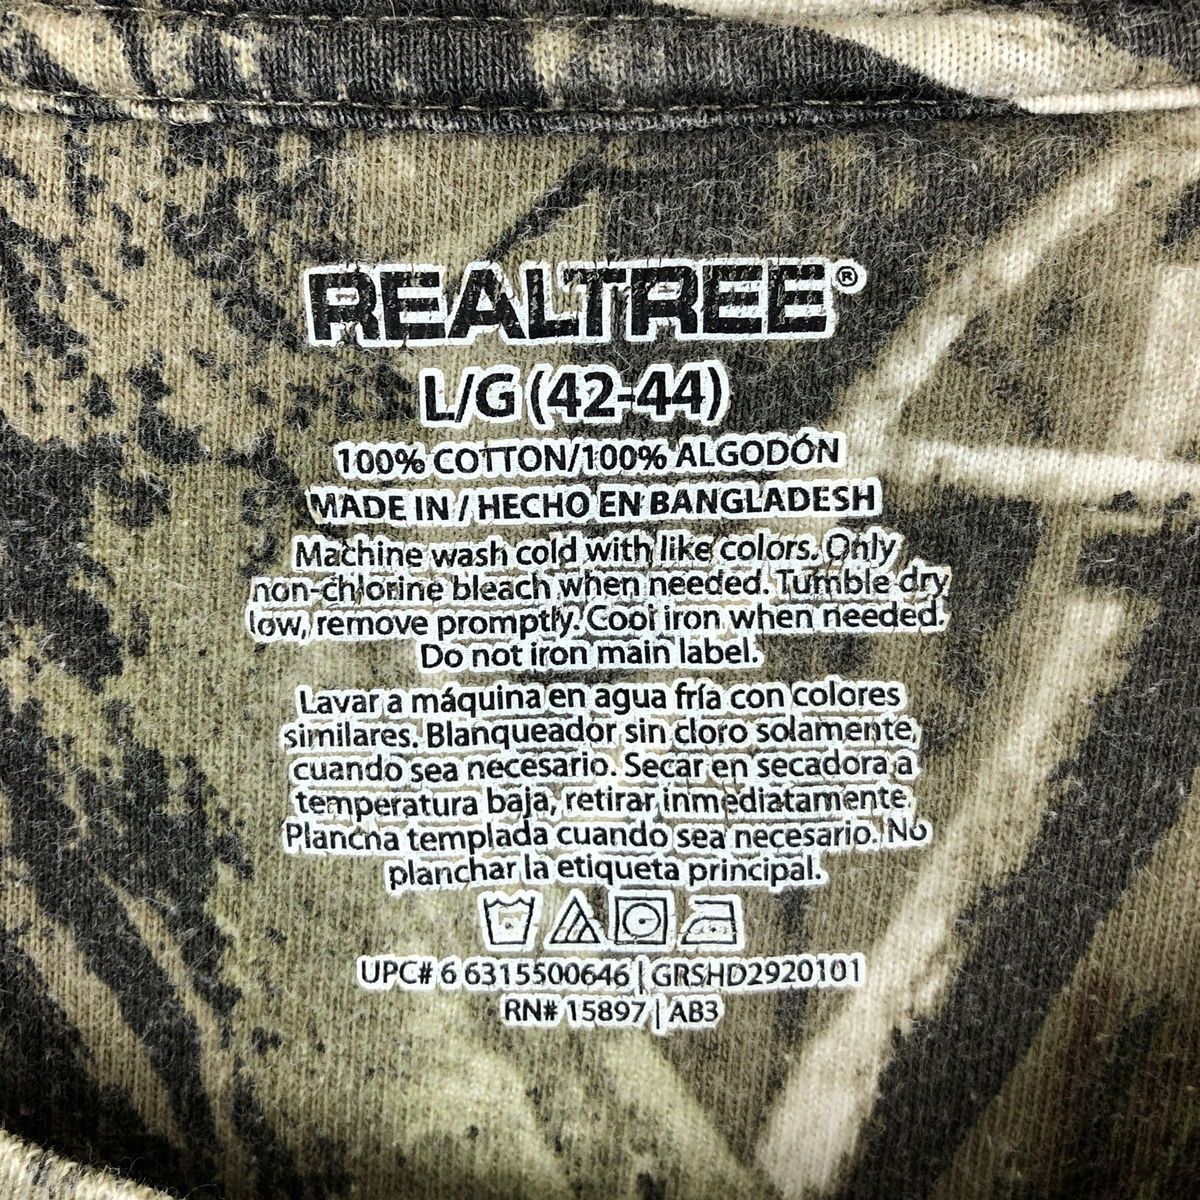 REALTREE®
L/G (42-44)
100% COTTON/100% ALGODÓN
MADE IN / HECHO EN BANGLADESH
Machine wash cold with like colors. Only
non-chlorine bleach when needed. Tumble dry
low, remove promptly. Cool iron when needed.
Do not iron main label.
Lavar a máquina en agua fría con colores
similares. Blanqueador sin cloro solamente,
cuando sea necesario. Secar en secadora a
temperatura baja, retirar inmediatamente.
Plancha templada cuando sea necesario. No
planchar la etiqueta principal.
UPC# 6 6315500646 | GRSHD2920101
RN# 15897 | AB3